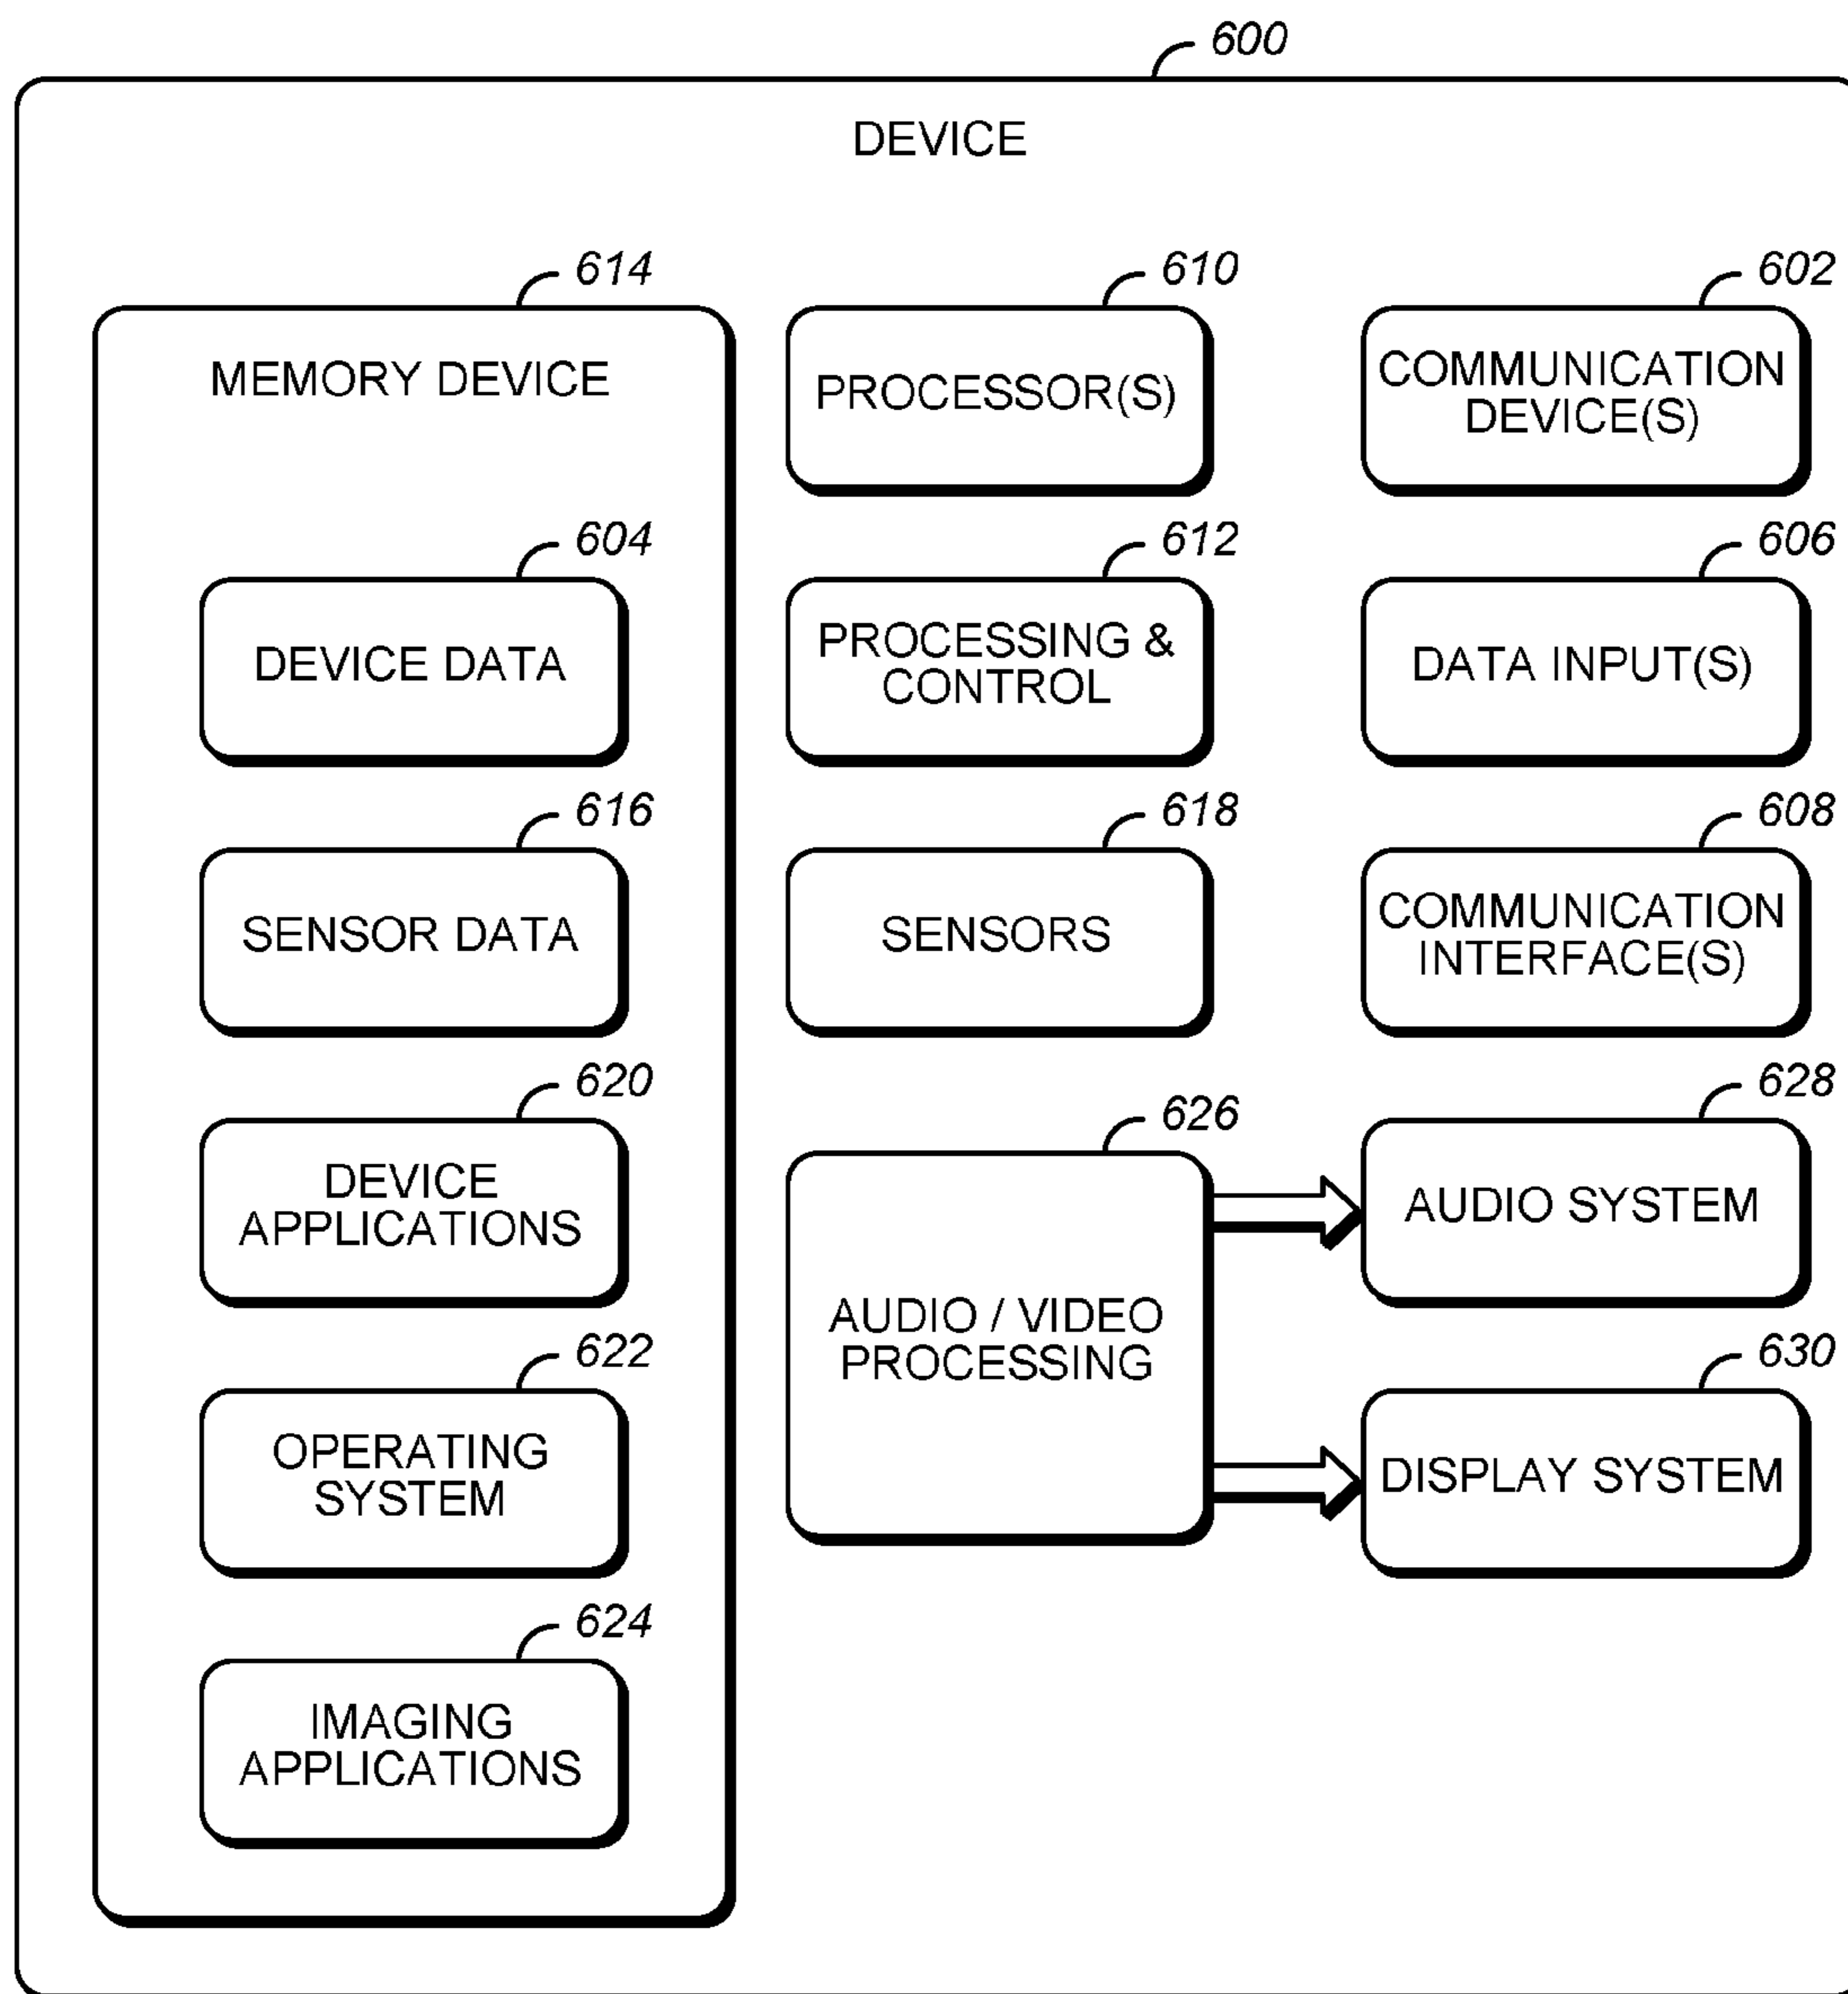 600
DEVICE
614
MEMORY DEVICE
604
DEVICE DATA
616
SENSOR DATA
620
DEVICE
APPLICATIONS
622
OPERATING
SYSTEM
624
IMAGING
APPLICATIONS
610
PROCESSOR(S)
612
PROCESSING &
CONTROL
618
SENSORS
626
AUDIO / VIDEO
PROCESSING
602
COMMUNICATION
DEVICE(S)
606
DATA INPUT(S)
608
COMMUNICATION
INTERFACE(S)
628
AUDIO SYSTEM
630
DISPLAY SYSTEM